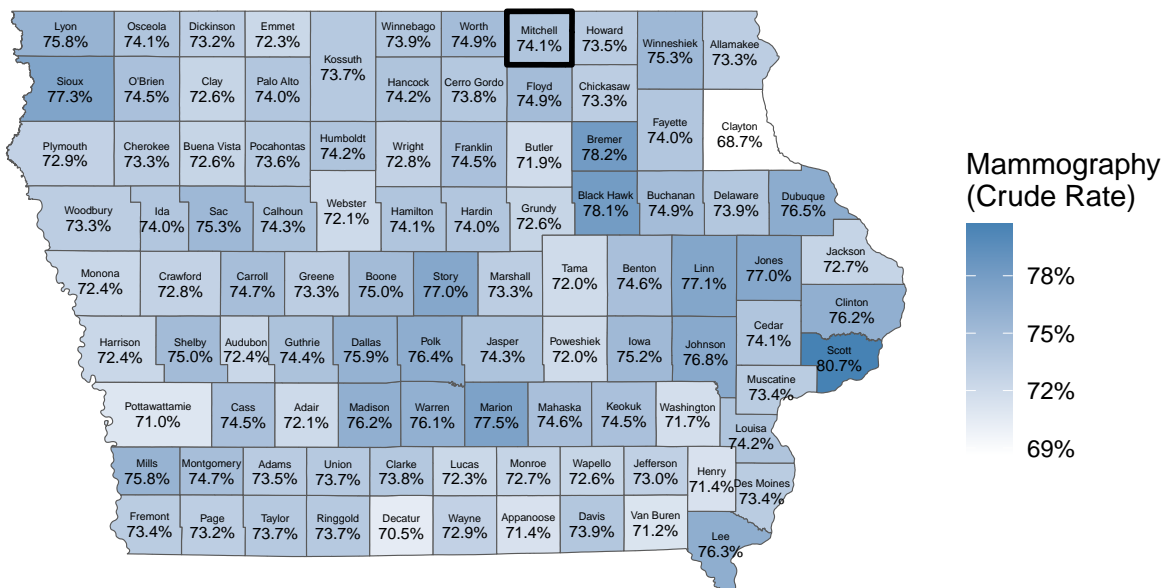 Lyon
75.8%
Osceola
74.1%
Dickinson
73.2%
Emmet
72.3%
Kossuth
73.7%
Winnebago
73.9%
Worth
74.9%
Mitchell
74.1%
Howard
73.5%
Winneshiek
75.3%
Allamakee
73.3%
Sioux
77.3%
O'Brien
74.5%
Clay
72.6%
Palo Alto
74.0%
Hancock
74.2%
Cerro Gordo
73.8%
Floyd
74.9%
Chickasaw
73.3%
Fayette
74.0%
Clayton
68.7%
Plymouth
72.9%
Cherokee
73.3%
Buena Vista
72.6%
Pocahontas
73.6%
Humboldt
74.2%
Wright
72.8%
Franklin
74.5%
Butler
71.9%
Bremer
78.2%
Woodbury
73.3%
Ida
74.0%
Sac
75.3%
Calhoun
74.3%
Webster
72.1%
Hamilton
74.1%
Hardin
74.0%
Grundy
72.6%
Black Hawk
78.1%
Buchanan
74.9%
Delaware
73.9%
Dubuque
76.5%
Monona
72.4%
Crawford
72.8%
Carroll
74.7%
Greene
73.3%
Boone
75.0%
Story
77.0%
Marshall
73.3%
Tama
72.0%
Benton
74.6%
Linn
77.1%
Jones
77.0%
Jackson
72.7%
Clinton
76.2%
Harrison
72.4%
Shelby
75.0%
Audubon
72.4%
Guthrie
74.4%
Dallas
75.9%
Polk
76.4%
Jasper
74.3%
Poweshiek
72.0%
Iowa
75.2%
Johnson
76.8%
Cedar
74.1%
Scott
80.7%
Muscatine
73.4%
Pottawattamie
71.0%
Cass
74.5%
Adair
72.1%
Madison
76.2%
Warren
76.1%
Marion
77.5%
Mahaska
74.6%
Keokuk
74.5%
Washington
71.7%
Louisa
74.2%
Mills
75.8%
Montgomery
74.7%
Adams
73.5%
Union
73.7%
Clarke
73.8%
Lucas
72.3%
Monroe
72.7%
Wapello
72.6%
Jefferson
73.0%
Henry
71.4%
Des Moines
73.4%
Fremont
73.4%
Page
73.2%
Taylor
73.7%
Ringgold
73.7%
Decatur
70.5%
Wayne
72.9%
Appanoose
71.4%
Davis
73.9%
Van Buren
71.2%
Lee
76.3%
Mammography
(Crude Rate)
78%
75%
72%
69%